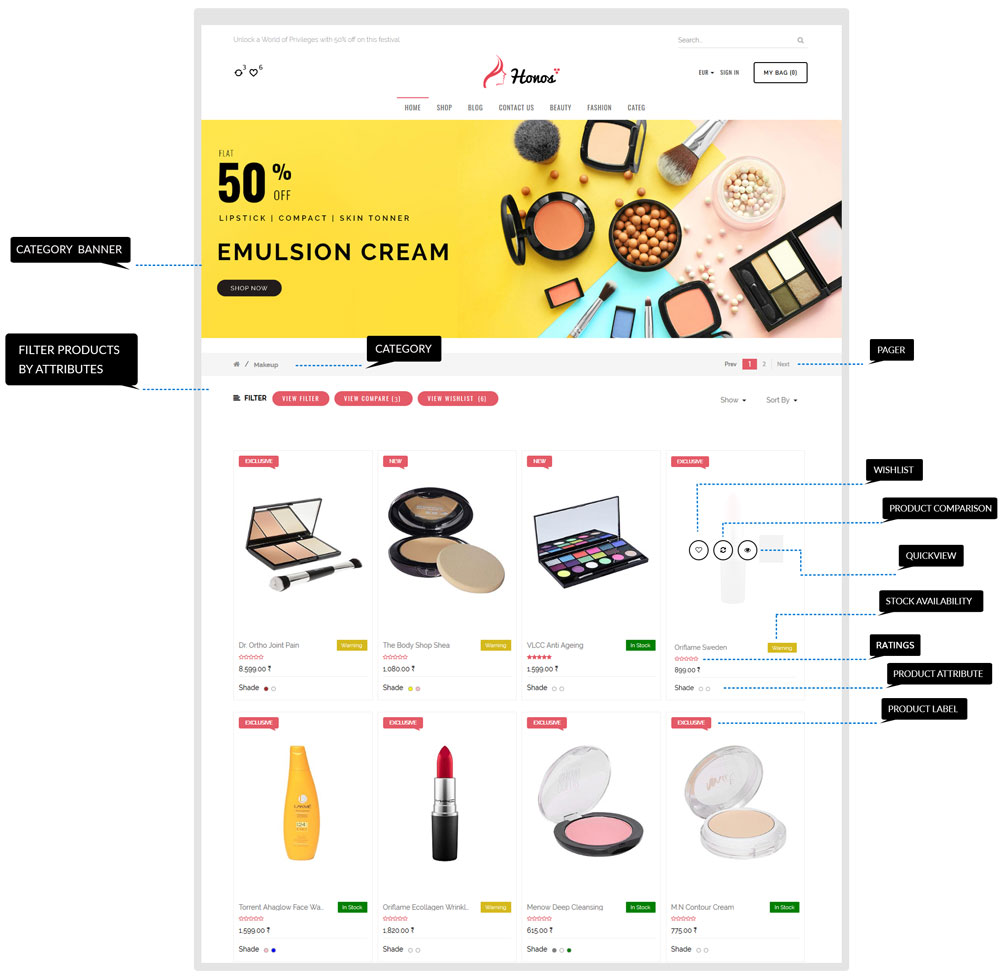 Unlock a World of Privileges with 50% off on this festival
Search..
3 6
Honos
EUR SIGN IN MY BAG (0)
HOME SHOP BLOG CONTACT US BEAUTY FASHION CATEG
FLAT
50 % OFF
LIPSTICK | COMPACT | SKIN TONNER
EMULSION CREAM
SHOP NOW
CATEGORY BANNER
FILTER PRODUCTS
BY ATTRIBUTES
CATEGORY
PAGER
/ Makeup
Prev 1 2 Next
FILTER VIEW FILTER VIEW COMPARE (3) VIEW WISHLIST (6)
Show Sort By
EXCLUSIVE NEW NEW EXCLUSIVE
WISHLIST
PRODUCT COMPARISON
QUICKVIEW
STOCK AVAILABILITY
RATINGS
PRODUCT ATTRIBUTE
PRODUCT LABEL
Dr. Ortho Joint Pain Warning
8,599.00 ₹
Shade
The Body Shop Shea Warning
1,080.00 ₹
Shade
VLCC Anti Ageing In Stock
1,599.00 ₹
Shade
Oriflame Sweden Warning
899.00 ₹
Shade
EXCLUSIVE EXCLUSIVE EXCLUSIVE EXCLUSIVE
LAKMÉ
Torrent Ahaglow Face Wa.. In Stock
1,599.00 ₹
Shade
Oriflame Ecollagen Wrinkl.. Warning
1,820.00 ₹
Shade
Menow Deep Cleansing In Stock
615.00 ₹
Shade
M.N Contour Cream In Stock
775.00 ₹
Shade